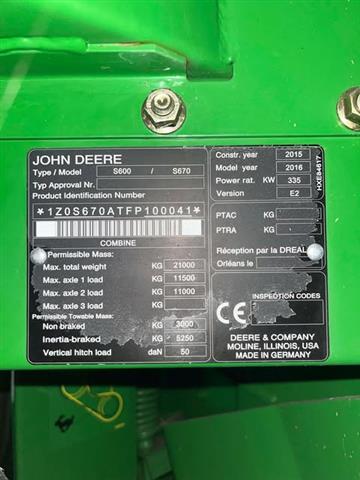 JOHN DEERE
Type / Model S600 / S670
Typ Approval Nr.
Product Identification Number
*1Z0S670ATFP100041*
COMBINE
Permissible Mass:
Max. total weight KG 21000
Max. axle 1 load KG 11500
Max. axle 2 load KG 11000
Max. axle 3 load KG
Permissible Towable Mass:
Non braked KG 3000
Inertia-braked KG 5250
Vertical hitch load daN 50
Constr. year 2015
Model year 2016
Power rat. KW 335
Version E2
HXE84617
PTAC KG
PTRA KG
Réception par la DREAL
Orléans le
INSPECTION CODES
CE
DEERE & COMPANY
MOLINE, ILLINOIS, USA
MADE IN GERMANY